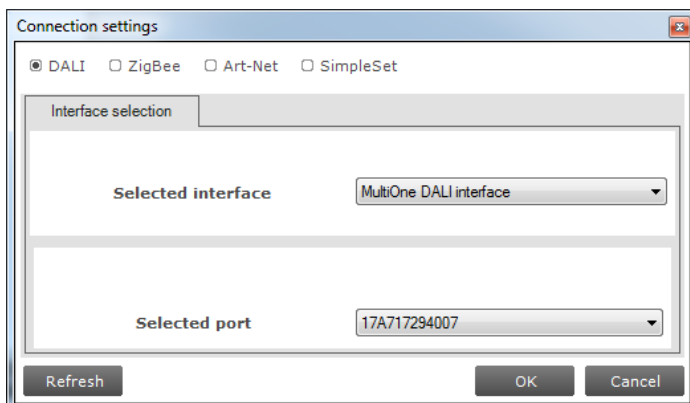 Connection settings
DALI ZigBee Art-Net SimpleSet
Interface selection
Selected interface MultiOne DALI interface
Selected port 17A717294007
Refresh OK Cancel